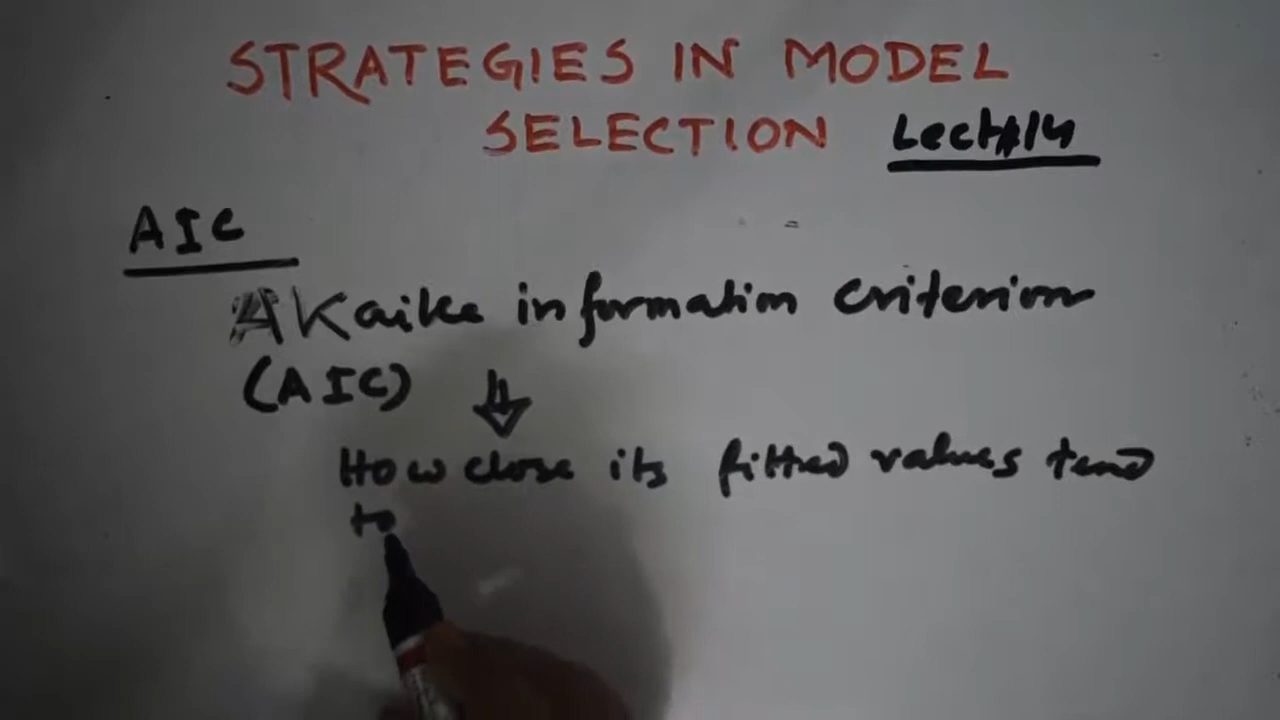 STRATEGIES IN MODEL
SELECTION Lect#14
AIC
AKaike information criterion
(AIC)
How close its fitted values tend
to